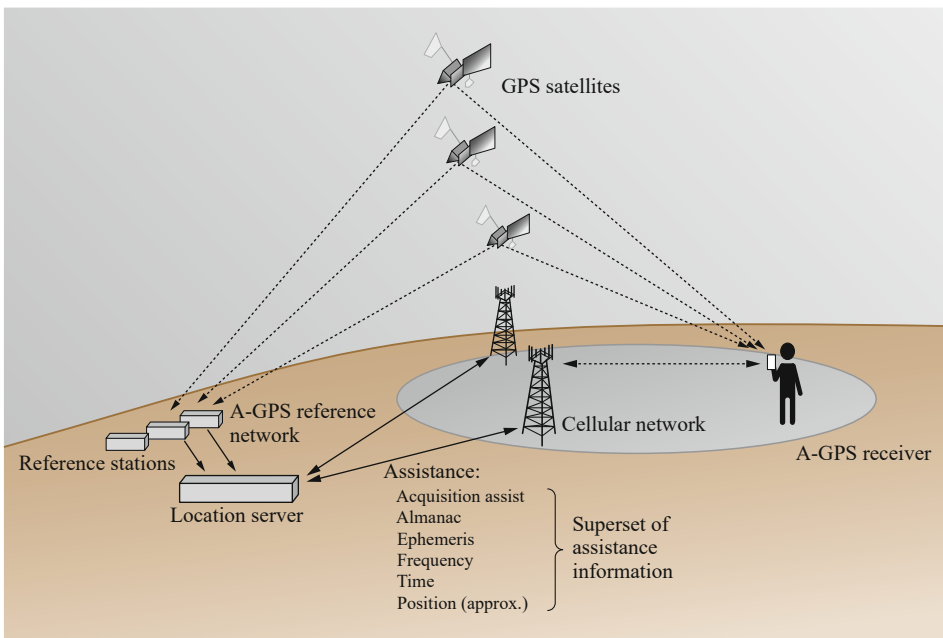 GPS satellites
A-GPS reference
network
Reference stations
Location server
Cellular network
A-GPS receiver
Assistance:
Acquisition assist
Almanac
Ephemeris
Frequency
Time
Position (approx.)
Superset of
assistance
information